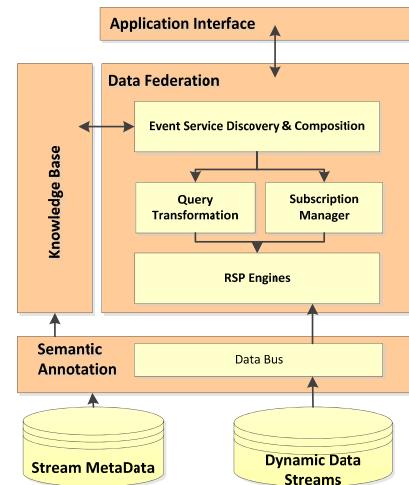 Application Interface
Data Federation
Event Service Discovery & Composition
Knowledge Base
Query
Transformation
Subscription
Manager
RSP Engines
Semantic
Annotation
Data Bus
Stream MetaData
Dynamic Data
Streams